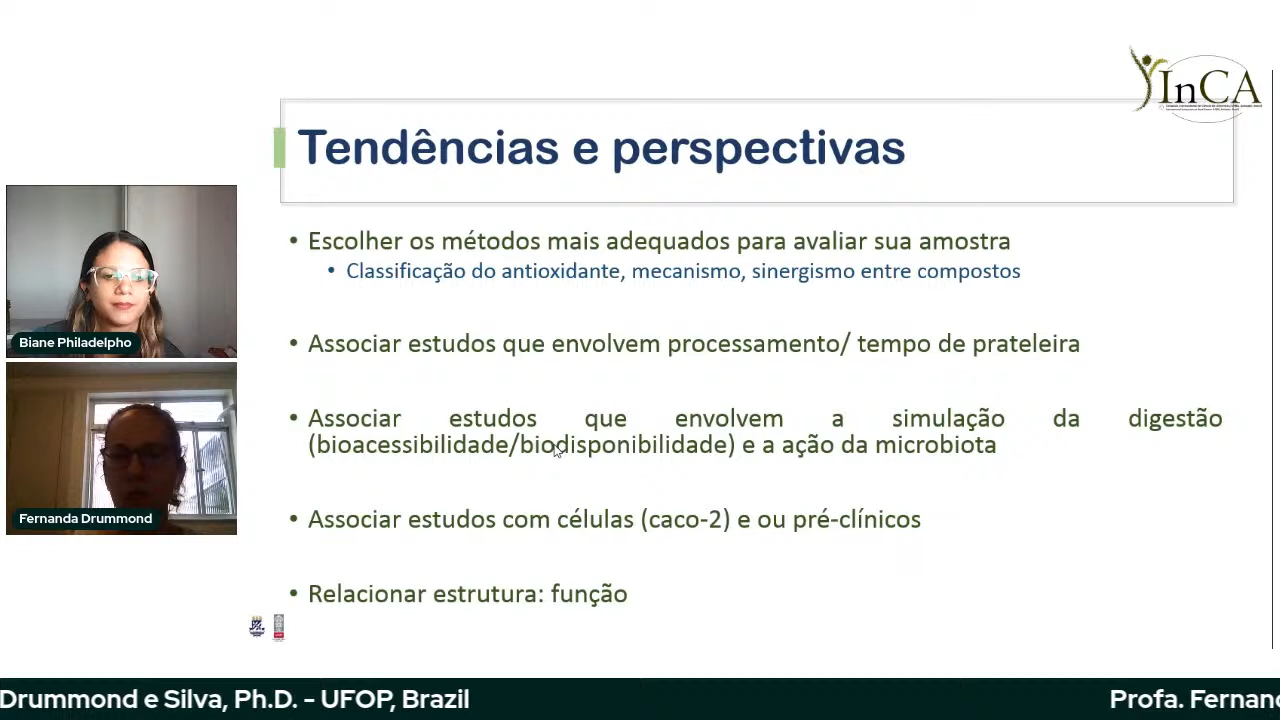 InCA
Tendências e perspectivas
• Escolher os métodos mais adequados para avaliar sua amostra
• Classificação do antioxidante, mecanismo, sinergismo entre compostos
• Associar estudos que envolvem processamento/ tempo de prateleira
• Associar estudos que envolvem a simulação da digestão
(bioacessibilidade/biodisponibilidade) e a ação da microbiota
• Associar estudos com células (caco-2) e ou pré-clínicos
• Relacionar estrutura: função
Biane Philadelpho
Fernanda Drummond
Drummond e Silva, Ph.D. - UFOP, Brazil
Profa. Fernand